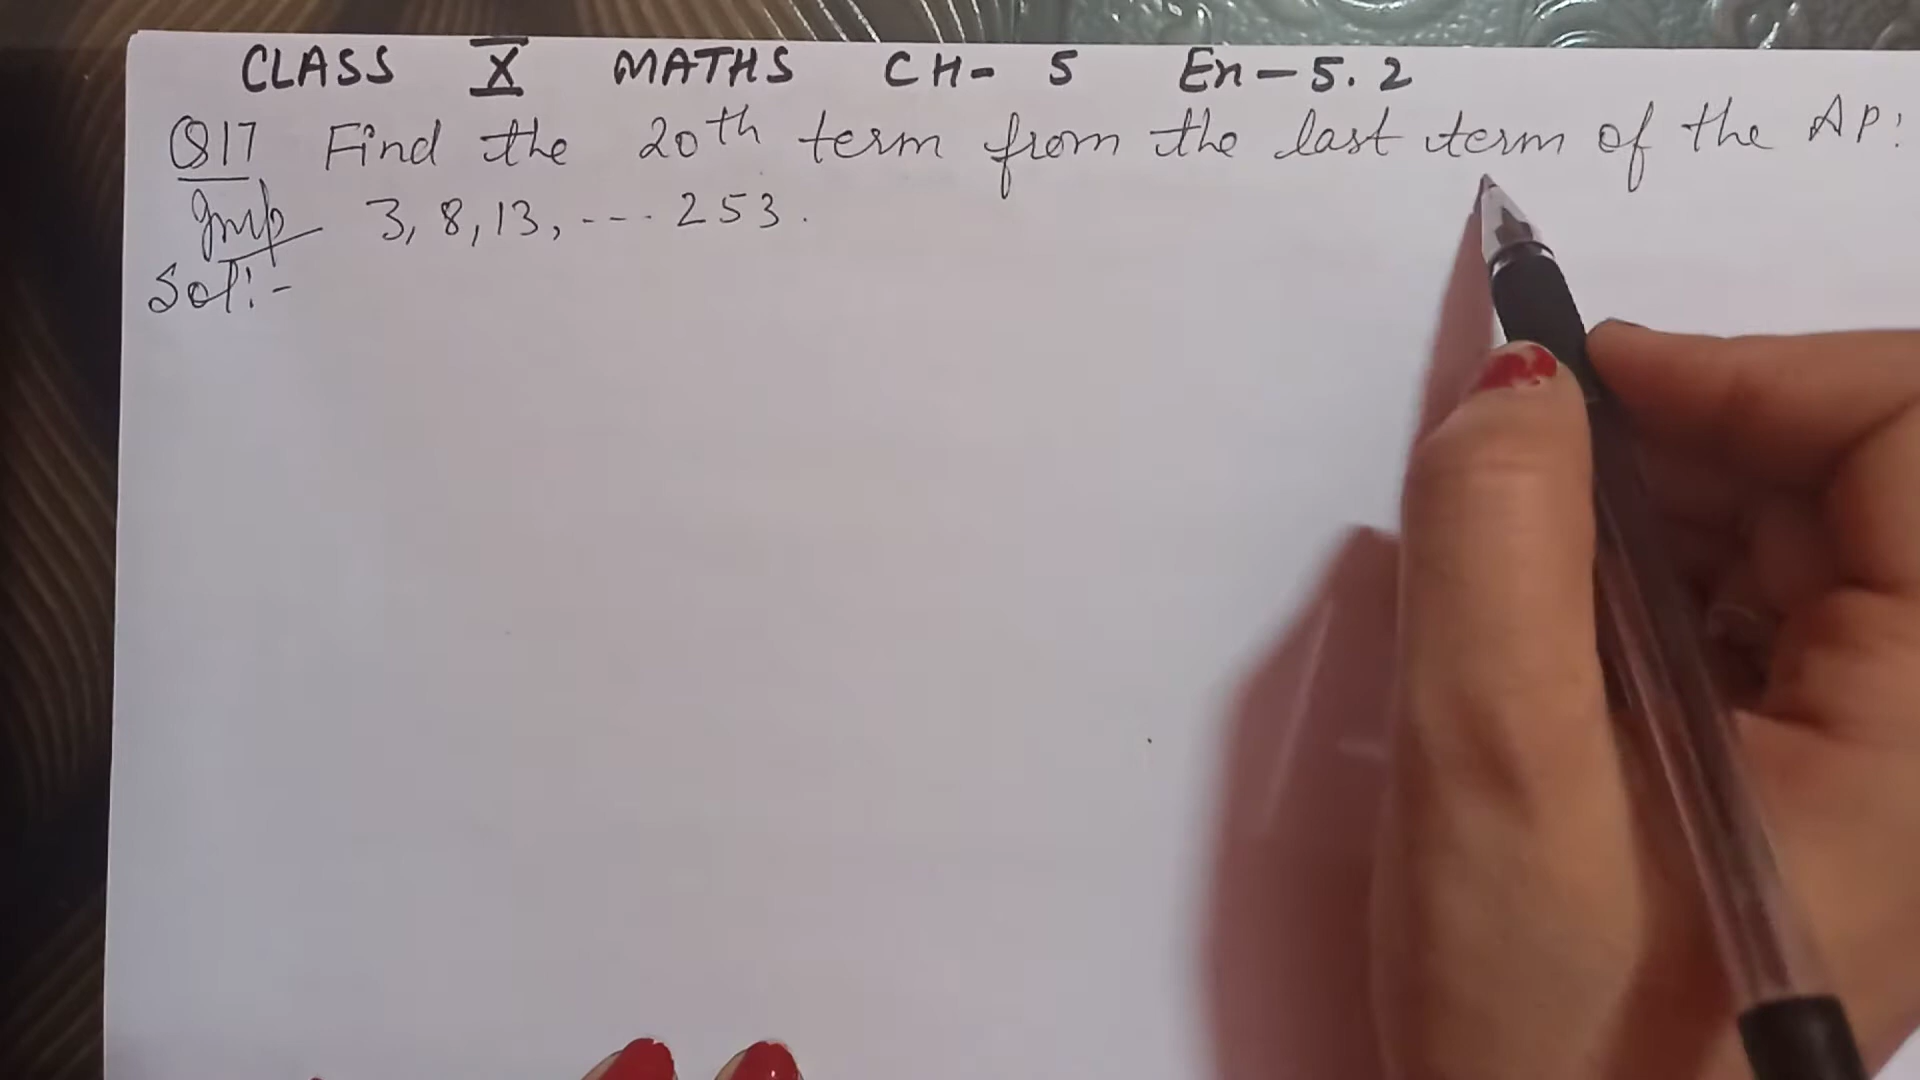 CLASS X MATHS CH- 5 Ex-5.2
Q17 Find the 20th term from the last term of the AP:
Imp 3, 8, 13, ---- 253.
Sol:-